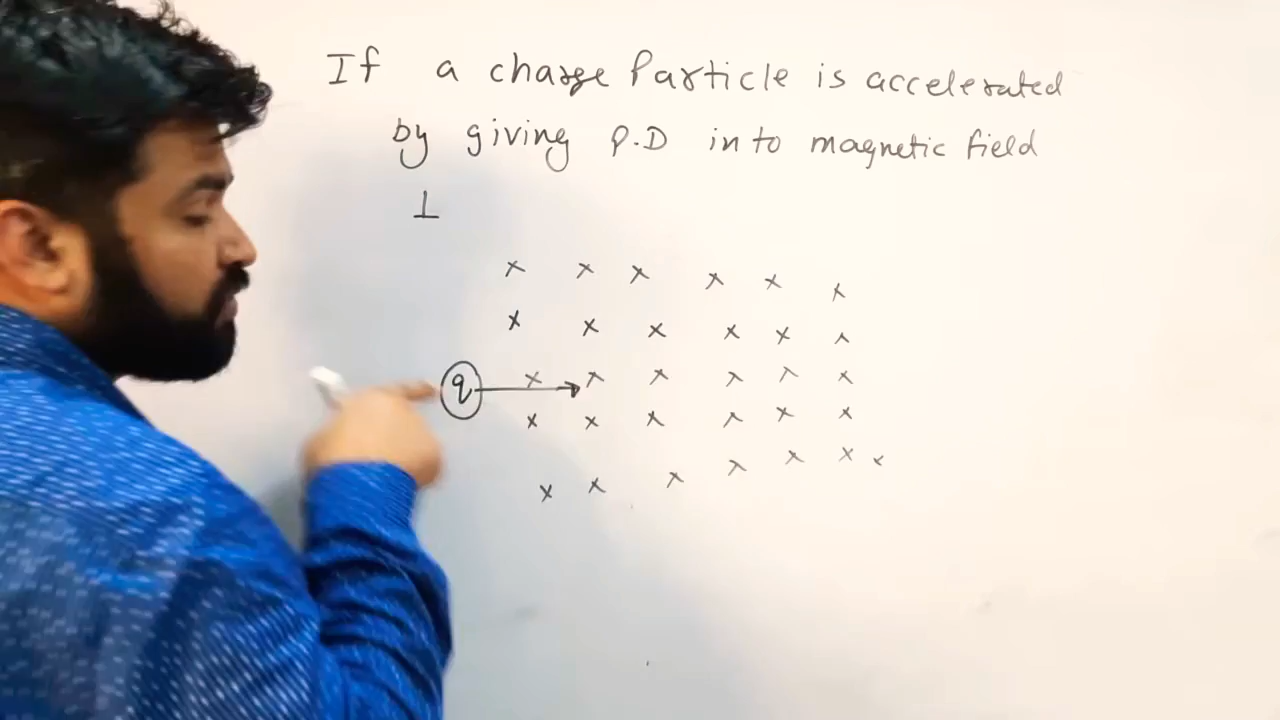 If a charge Particle is accelerated
by giving P.D into magnetic field
⊥
x x x x x x
x x x x x x
q x x x x x x
x x x x x x
x x x x x x x